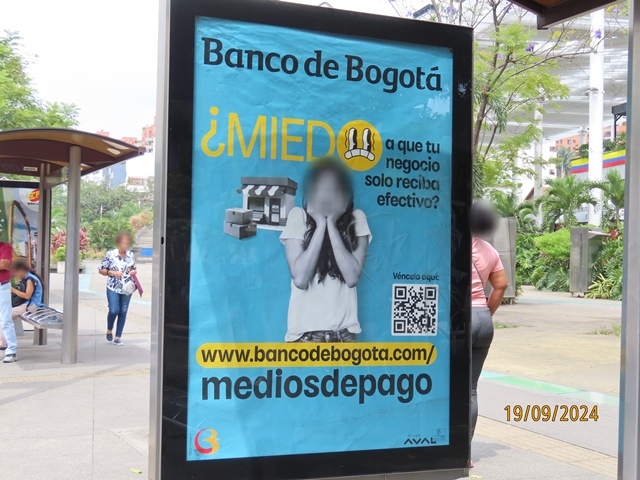 Banco de Bogotá
¿MIEDO
a que tu
negocio
solo reciba
efectivo?
Véncelo aquí:
www.bancodebogota.com/
mediosdepago
AVAL
19/09/2024